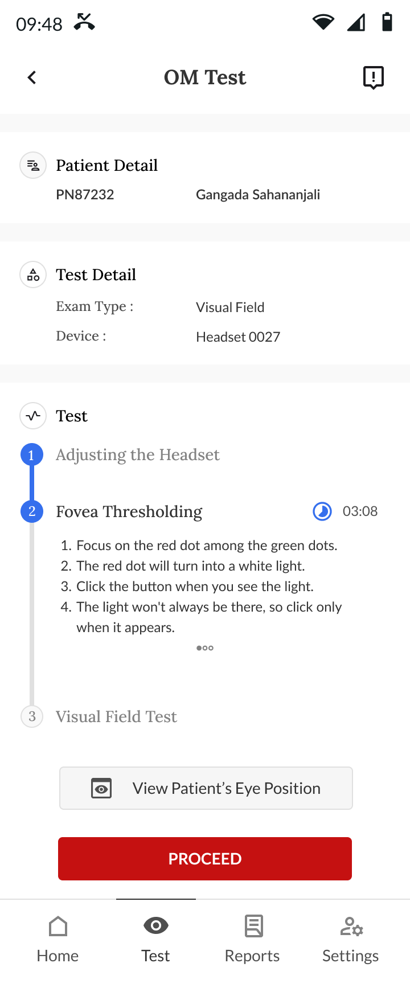 09:48
OM Test
Patient Detail
PN87232 Gangada Sahananjali
Test Detail
Exam Type : Visual Field
Device : Headset 0027
Test
1 Adjusting the Headset
2 Fovea Thresholding 03:08
1. Focus on the red dot among the green dots.
2. The red dot will turn into a white light.
3. Click the button when you see the light.
4. The light won't always be there, so click only
when it appears.
3 Visual Field Test
View Patient’s Eye Position
PROCEED
Home Test Reports Settings